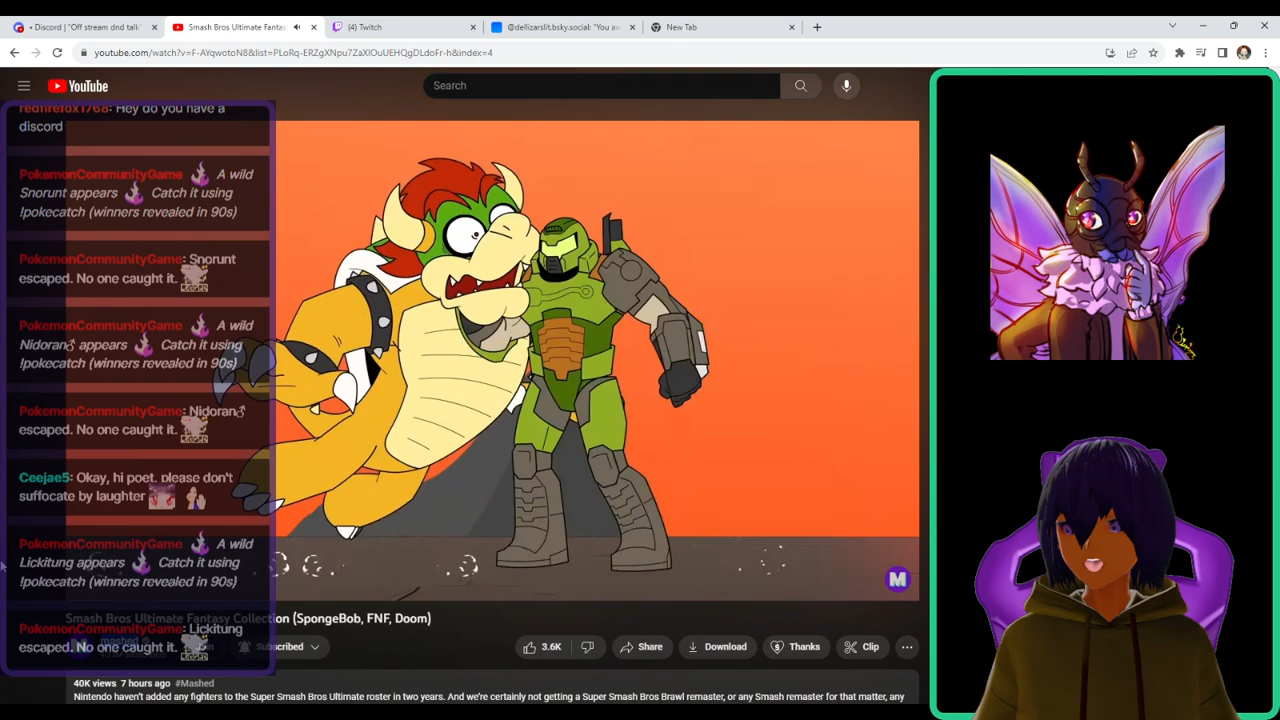 • Discord | "Off stream dnd talk"
Smash Bros Ultimate Fantas
(4) Twitch
@dellizarslit.bsky.social: "You aw
New Tab
youtube.com/watch?v=F-AYqwotoN8&list=PLoRq-ERZgXNpu7ZaXlOuUEHQgDLdoFr-h&index=4
YouTube
Search
redfirefox1768: Hey do you have a
discord
PokemonCommunityGame A wild
Snorunt appears Catch it using
!pokecatch (winners revealed in 90s)
PokemonCommunityGame: Snorunt
escaped. No one caught it.
CLOSER
PokemonCommunityGame A wild
Nidoran♂ appears Catch it using
!pokecatch (winners revealed in 90s)
PokemonCommunityGame: Nidoran♂
escaped. No one caught it.
CLOSER
Ceejae5: Okay, hi poet, please don't
suffocate by laughter
PokemonCommunityGame A wild
Lickitung appears Catch it using
!pokecatch (winners revealed in 90s)
PokemonCommunityGame: Lickitung
escaped. No one caught it.
CLOSER
M
Smash Bros Ultimate Fantasy Collection (SpongeBob, FNF, Doom)
mashed
Subscribed
3.6K
Share
Download
Thanks
Clip
40K views 7 hours ago #Mashed
Nintendo haven't added any fighters to the Super Smash Bros Ultimate roster in two years. And we're certainly not getting a Super Smash Bros Brawl remaster, or any Smash remaster for that matter, any